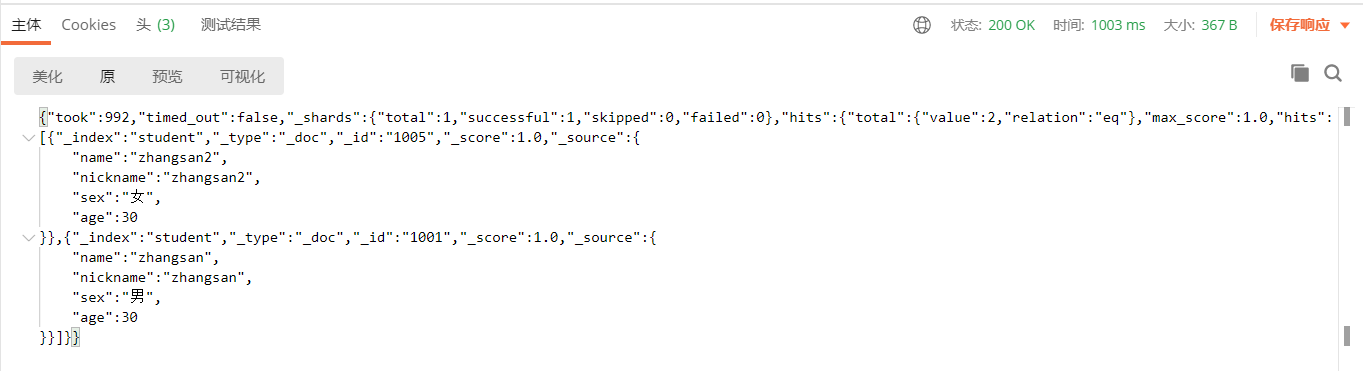 主体 Cookies 头 (3) 测试结果 状态: 200 OK 时间: 1003 ms 大小: 367 B 保存响应
美化 原 预览 可视化
{"took":992,"timed_out":false,"_shards":{"total":1,"successful":1,"skipped":0,"failed":0},"hits":{"total":{"value":2,"relation":"eq"},"max_score":1.0,"hits":
[{"_index":"student","_type":"_doc","_id":"1005","_score":1.0,"_source":{
"name":"zhangsan2",
"nickname":"zhangsan2",
"sex":"女",
"age":30
}},{"_index":"student","_type":"_doc","_id":"1001","_score":1.0,"_source":{
"name":"zhangsan",
"nickname":"zhangsan",
"sex":"男",
"age":30
}}]}}